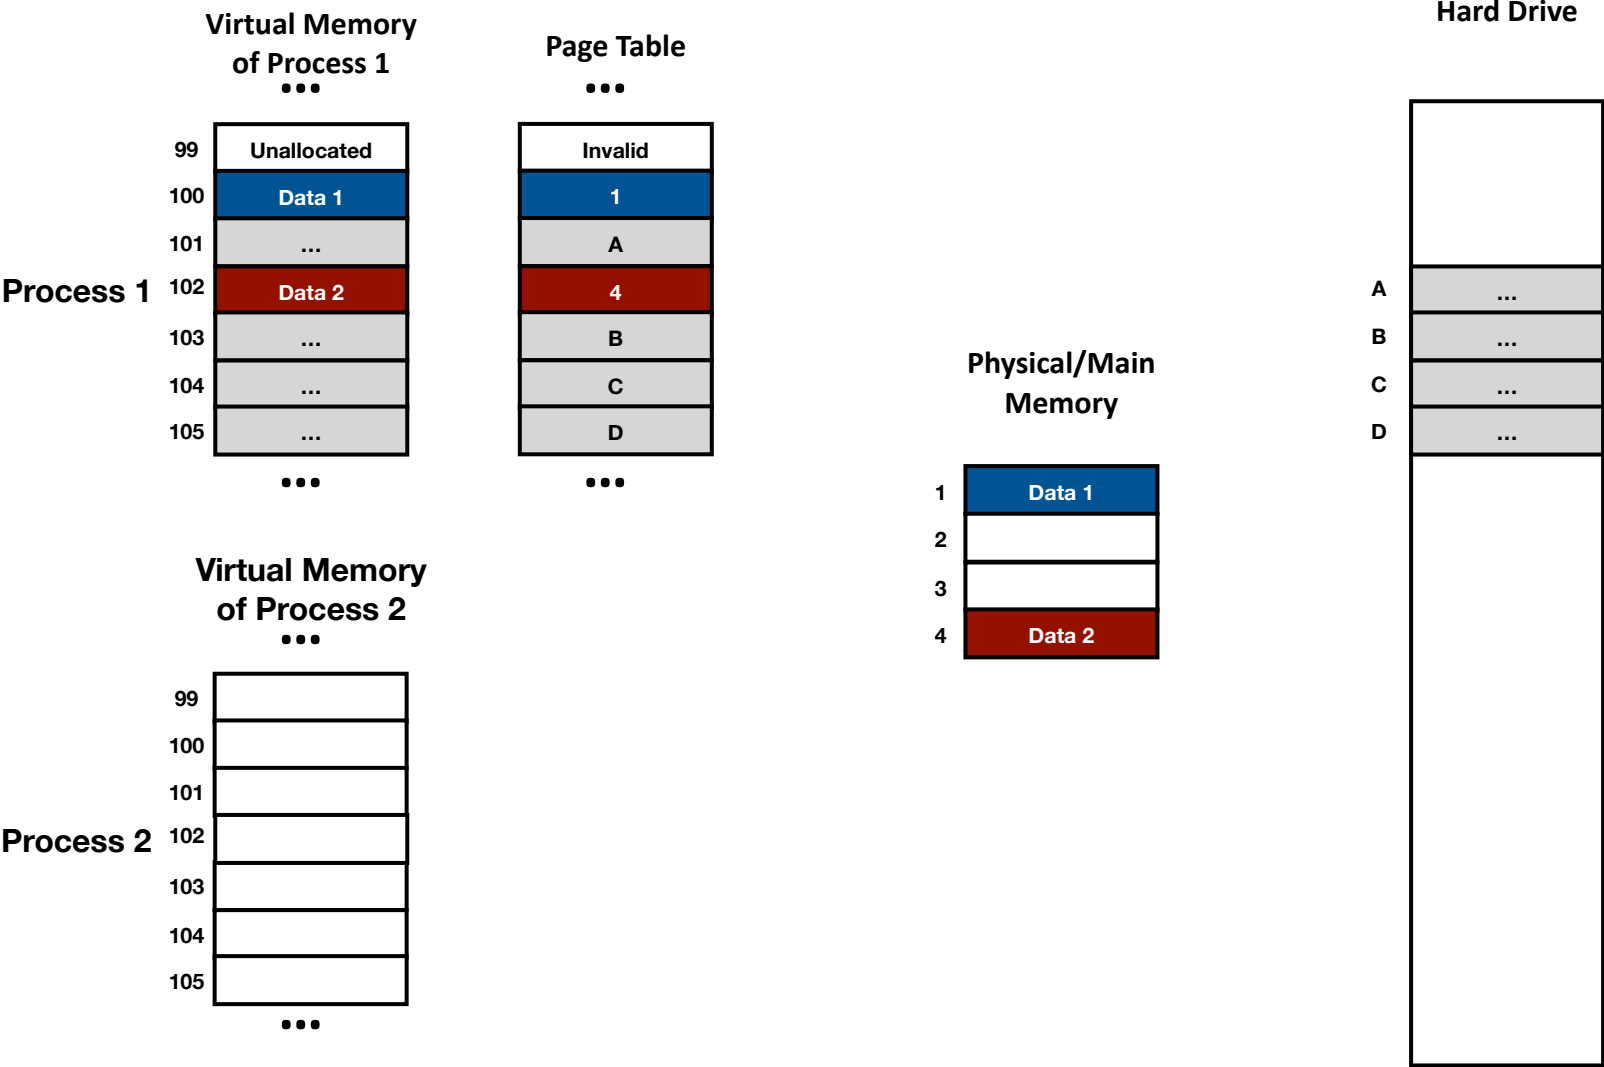 Virtual Memory
of Process 1
...
Page Table
...
Hard Drive
99 Unallocated Invalid
100 Data 1 1
101 ... A
Process 1 102 Data 2 4
103 ... B
104 ... C
105 ... D
... ...
A ...
B ...
C ...
D ...
Physical/Main
Memory
1 Data 1
2
3
4 Data 2
Virtual Memory
of Process 2
...
99
100
101
Process 2 102
103
104
105
...